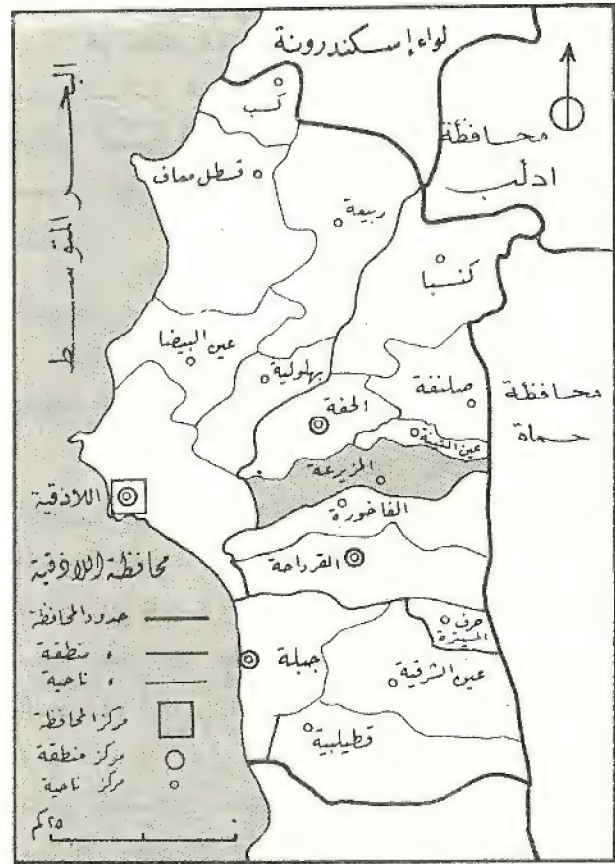 لواء إسكندرونة
البحر المتوسط
محافظة
ادلب
كسب
قسطل معاف
ربيعة
كنسبا
عين البيضا
بهلولية
صلنفة
محافظة
حماة
الحفة
عين التينة
المزيرعة
اللاذقية
الفاخورة
القرداحة
محافظة اللاذقية
حدود المحافظة
〃 منطقة
〃 ناحية
مركز المحافظة
مركز منطقة
مركز ناحية
٢٥ كم
حرف
المسيترة
جبلة
عين الشرقية
قطيلبية